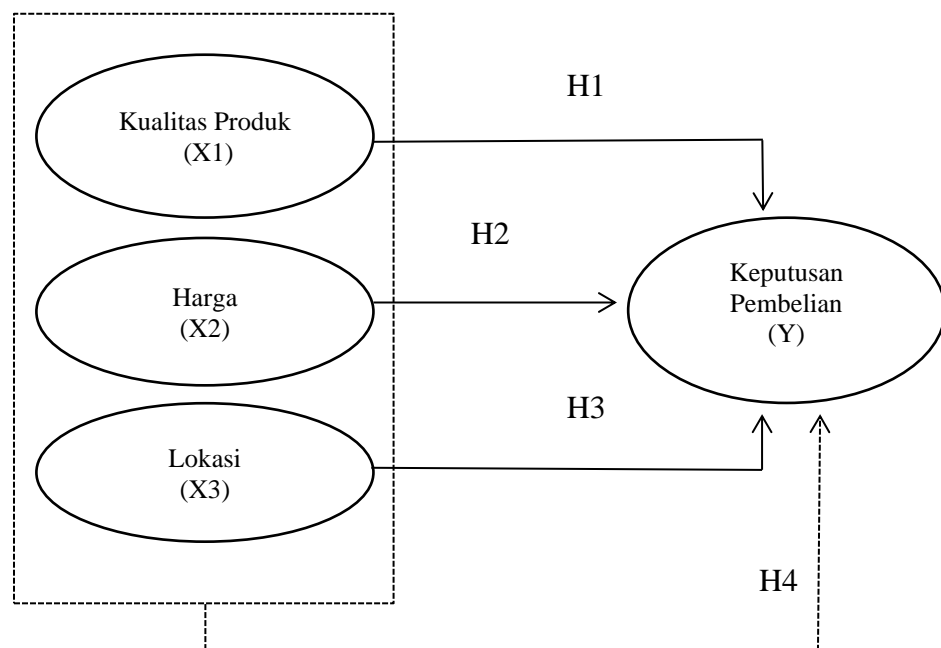 H1
Kualitas Produk
(X1)
H2
Harga
(X2)
Keputusan
Pembelian
(Y)
H3
Lokasi
(X3)
H4